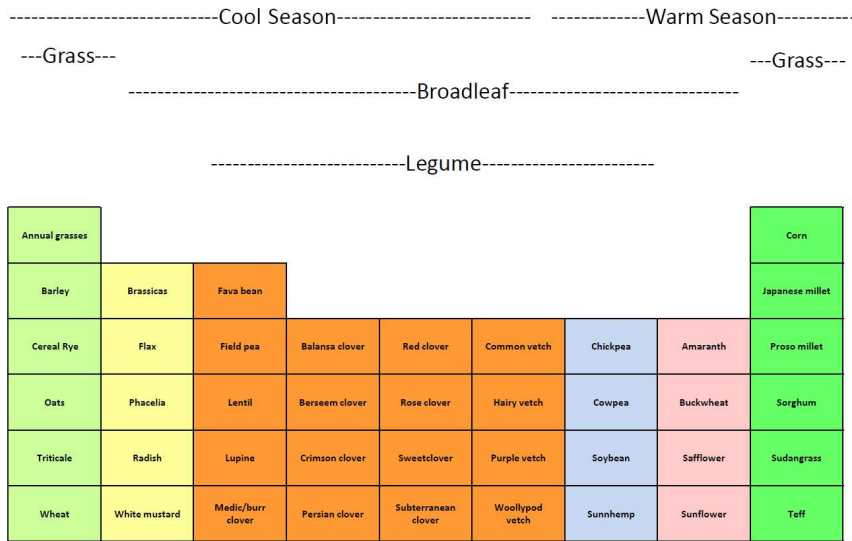 ---------------------------Cool Season-------------------------
---Grass---
---------------Warm Season-----------
---Grass---
--------------------------------------Broadleaf------------------------------
--------------------------Legume-----------------------
Annual grasses
Corn
Barley
Brassicas
Fava bean
Japanese millet
Cereal Rye
Flax
Field pea
Balansa clover
Red clover
Common vetch
Chickpea
Amaranth
Proso millet
Oats
Phacelia
Lentil
Berseem clover
Rose clover
Hairy vetch
Cowpea
Buckwheat
Sorghum
Triticale
Radish
Lupine
Crimson clover
Sweetclover
Purple vetch
Soybean
Safflower
Sudangrass
Wheat
White mustard
Medic/burr
clover
Persian clover
Subterranean
clover
Woollypod
vetch
Sunnhemp
Sunflower
Teff